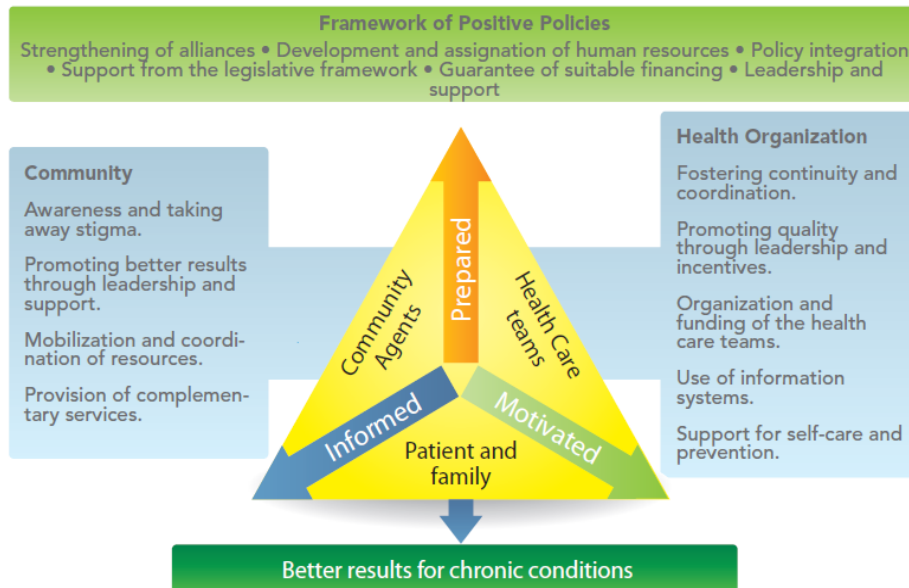 Framework of Positive Policies
Strengthening of alliances • Development and assignation of human resources • Policy integration
• Support from the legislative framework • Guarantee of suitable financing • Leadership and
support
Community
Awareness and taking
away stigma.
Promoting better results
through leadership and
support.
Mobilization and coordi-
nation of resources.
Provision of complemen-
tary services.
Prepared
Community
Agents
Health Care
teams
Informed
Motivated
Patient and
family
Health Organization
Fostering continuity and
coordination.
Promoting quality
through leadership and
incentives.
Organization and
funding of the health
care teams.
Use of information
systems.
Support for self-care and
prevention.
Better results for chronic conditions